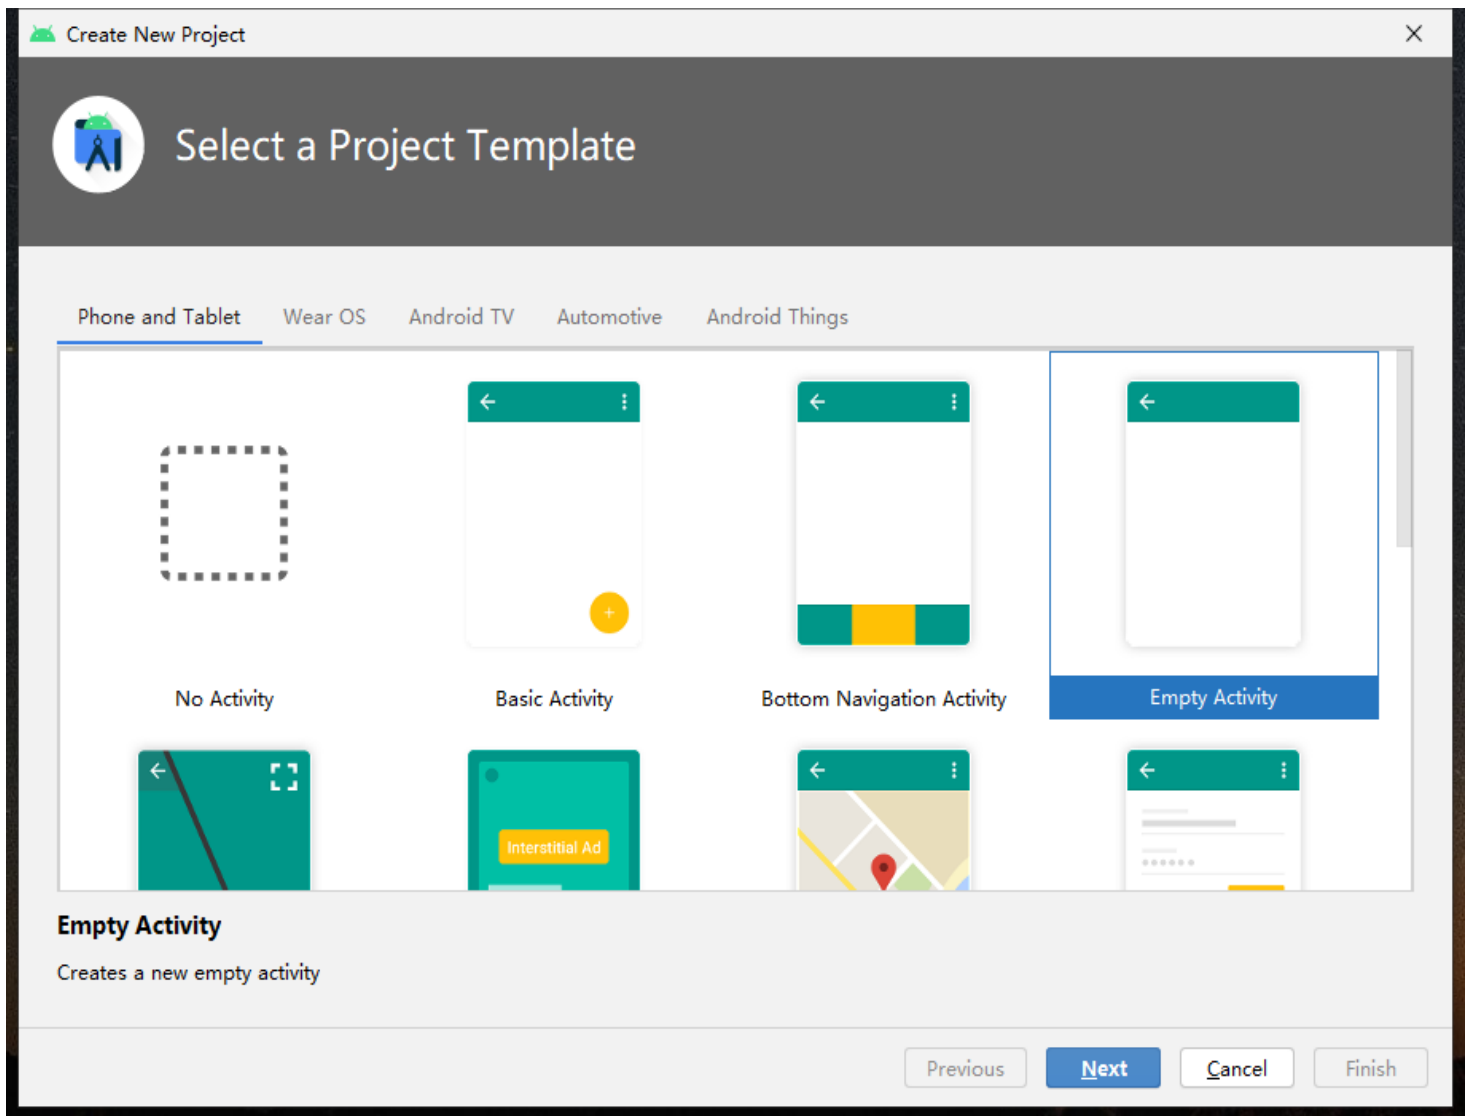 Create New Project
Select a Project Template
Phone and Tablet Wear OS Android TV Automotive Android Things
No Activity Basic Activity Bottom Navigation Activity Empty Activity
Interstitial Ad
Empty Activity
Creates a new empty activity
Previous Next Cancel Finish